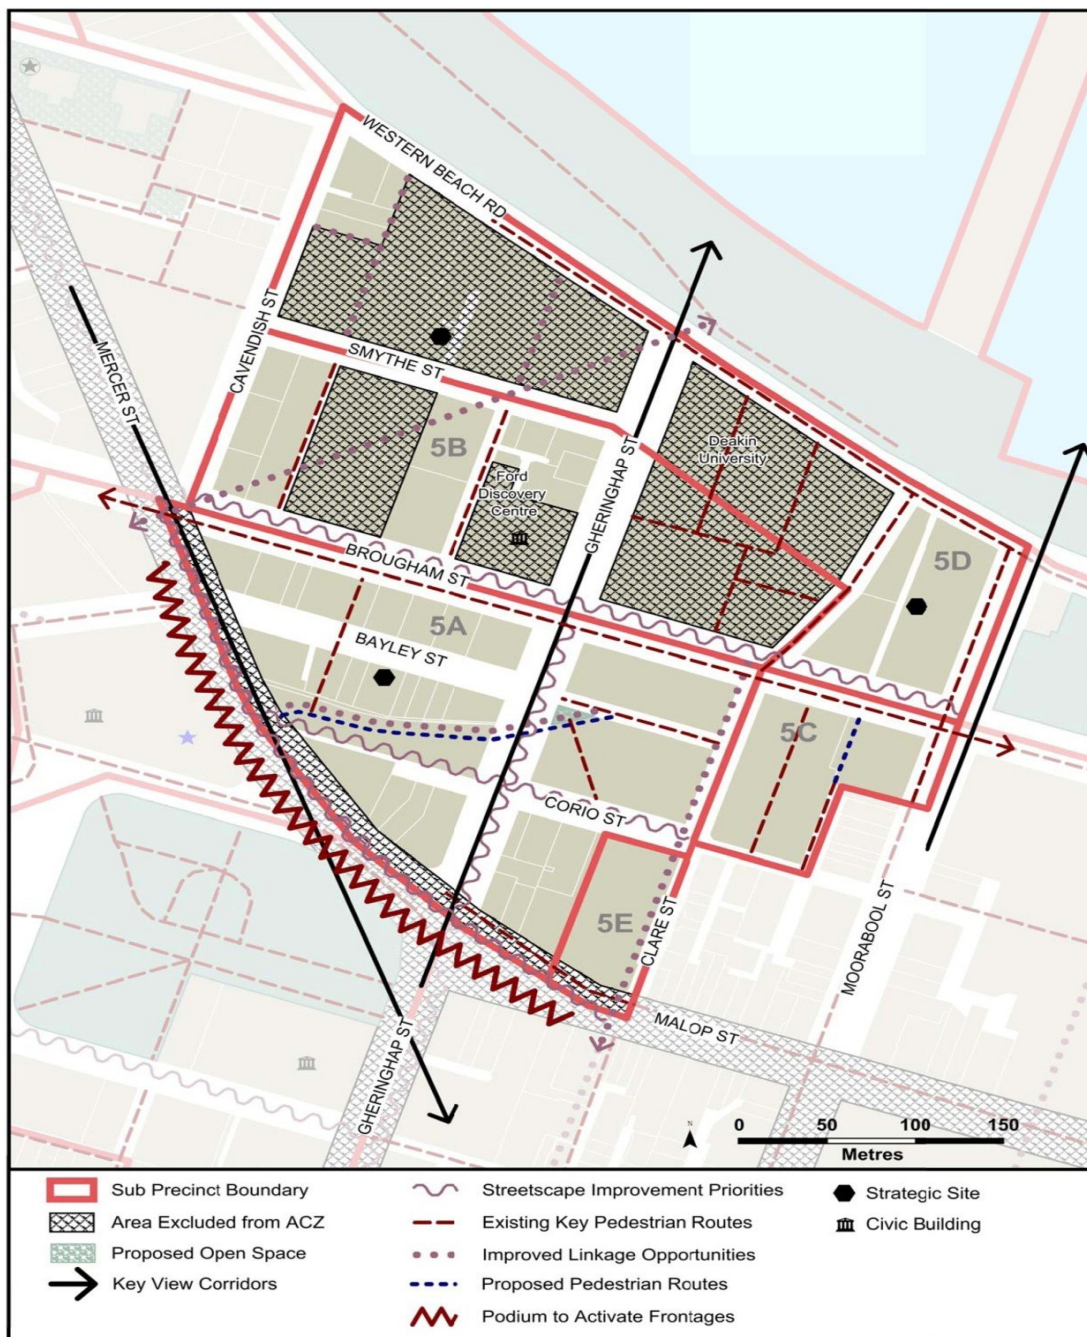 WESTERN BEACH RD
CAVENDISH ST
MERCER ST
SMYTHE ST
5B
Ford
Discovery
Centre
GHERINGHAP ST
Deakin
University
5D
BROUGHAM ST
5A
BAYLEY ST
5C
CORIO ST
5E
CLARE ST
MOORABOOL ST
MALOP ST
GHERINGHAP ST
N
0 50 100 150
Metres
Sub Precinct Boundary
Area Excluded from ACZ
Proposed Open Space
Key View Corridors
Streetscape Improvement Priorities
Existing Key Pedestrian Routes
Improved Linkage Opportunities
Proposed Pedestrian Routes
Podium to Activate Frontages
Strategic Site
Civic Building